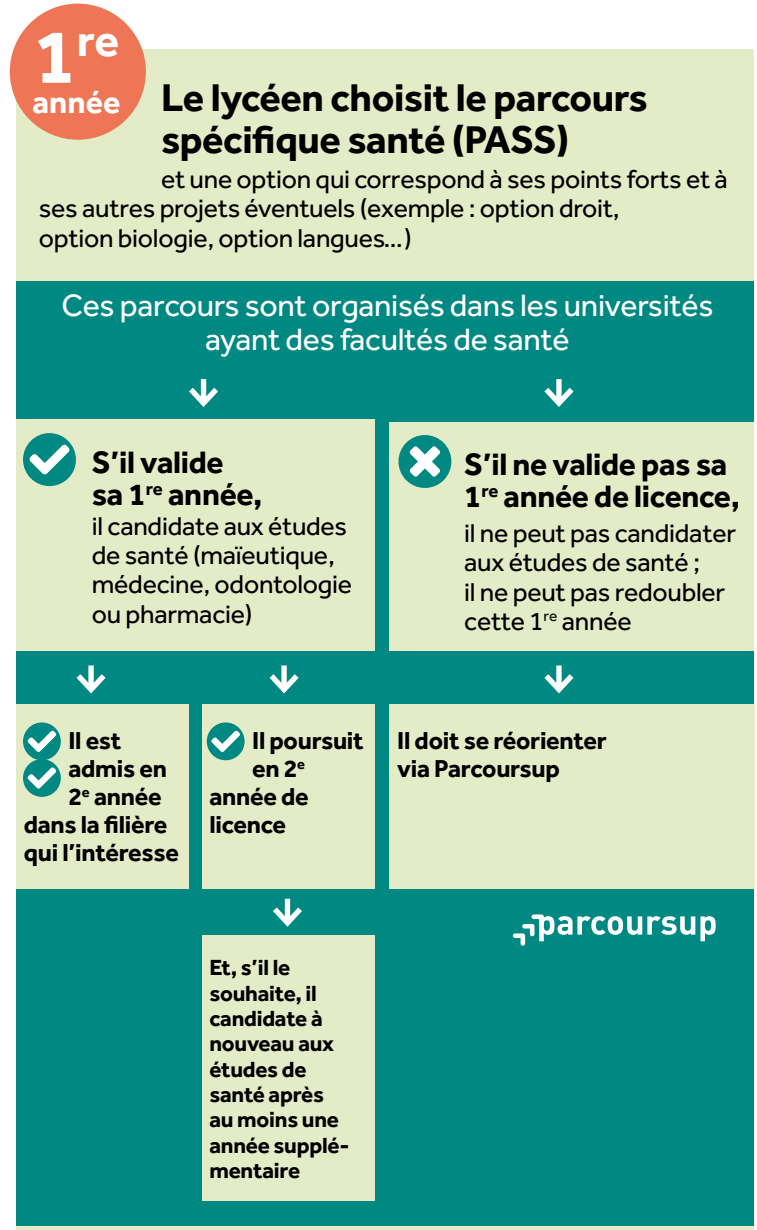 1re
année
Le lycéen choisit le parcours
spécifique santé (PASS)
et une option qui correspond à ses points forts et à
ses autres projets éventuels (exemple : option droit,
option biologie, option langues...)
Ces parcours sont organisés dans les universités
ayant des facultés de santé
S'il valide
sa 1re année,
il candidate aux études
de santé (maïeutique,
médecine, odontologie
ou pharmacie)
S'il ne valide pas sa
1re année de licence,
il ne peut pas candidater
aux études de santé ;
il ne peut pas redoubler
cette 1re année
Il est
admis en
2e année
dans la filière
qui l'intéresse
Il poursuit
en 2e
année de
licence
Il doit se réorienter
via Parcoursup
parcoursup
Et, s'il le
souhaite, il
candidate à
nouveau aux
études de
santé après
au moins une
année supplé-
mentaire